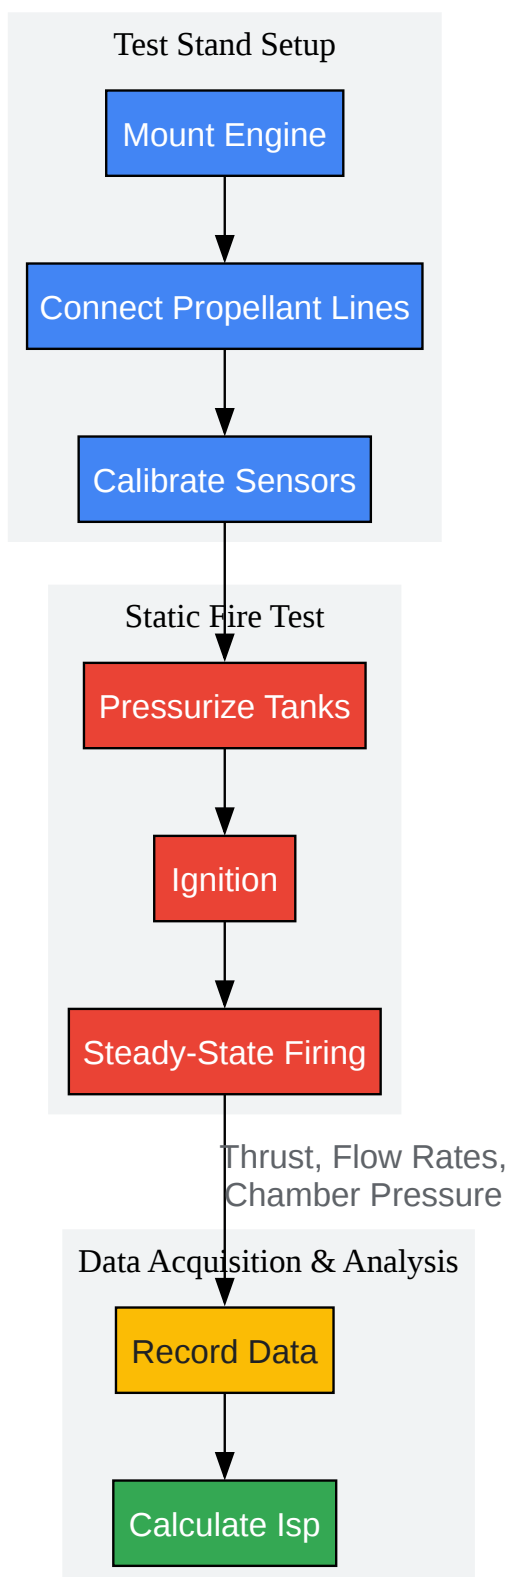 Test Stand Setup
Mount Engine
Connect Propellant Lines
Calibrate Sensors
Static Fire Test
Pressurize Tanks
Ignition
Steady-State Firing
Thrust, Flow Rates,
Chamber Pressure
Data Acquisition & Analysis
Record Data
Calculate Isp